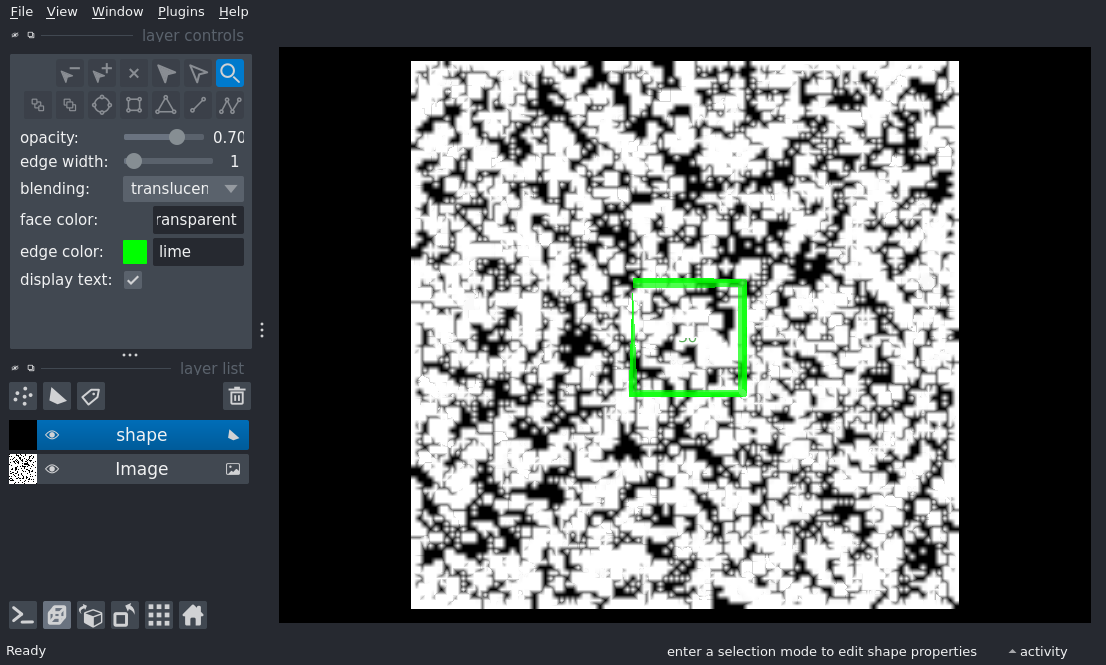 File View Window Plugins Help
layer controls
opacity: 0.70
edge width: 1
blending: translucen
face color: ransparent
edge color: lime
display text:
layer list
shape
Image
Ready
enter a selection mode to edit shape properties
activity